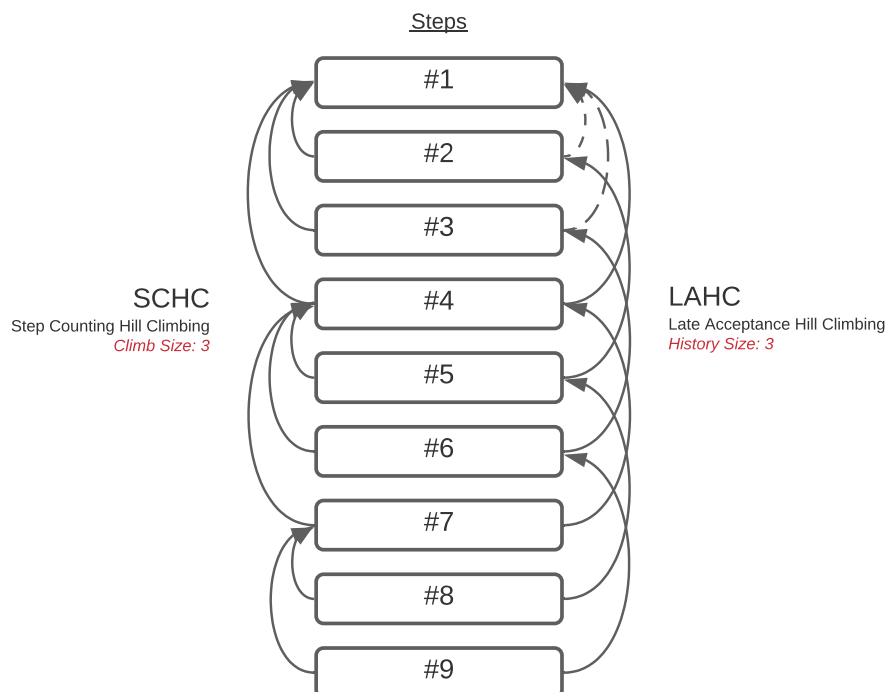 Steps
#1
#2
#3
SCHC
Step Counting Hill Climbing
Climb Size: 3
#4
LAHC
Late Acceptance Hill Climbing
History Size: 3
#5
#6
#7
#8
#9